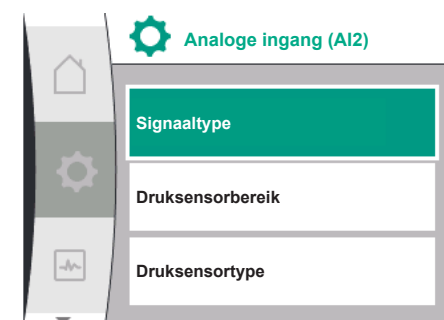 Analoge ingang (AI2)
Signaaltype
Druksensorbereik
Druksensortype